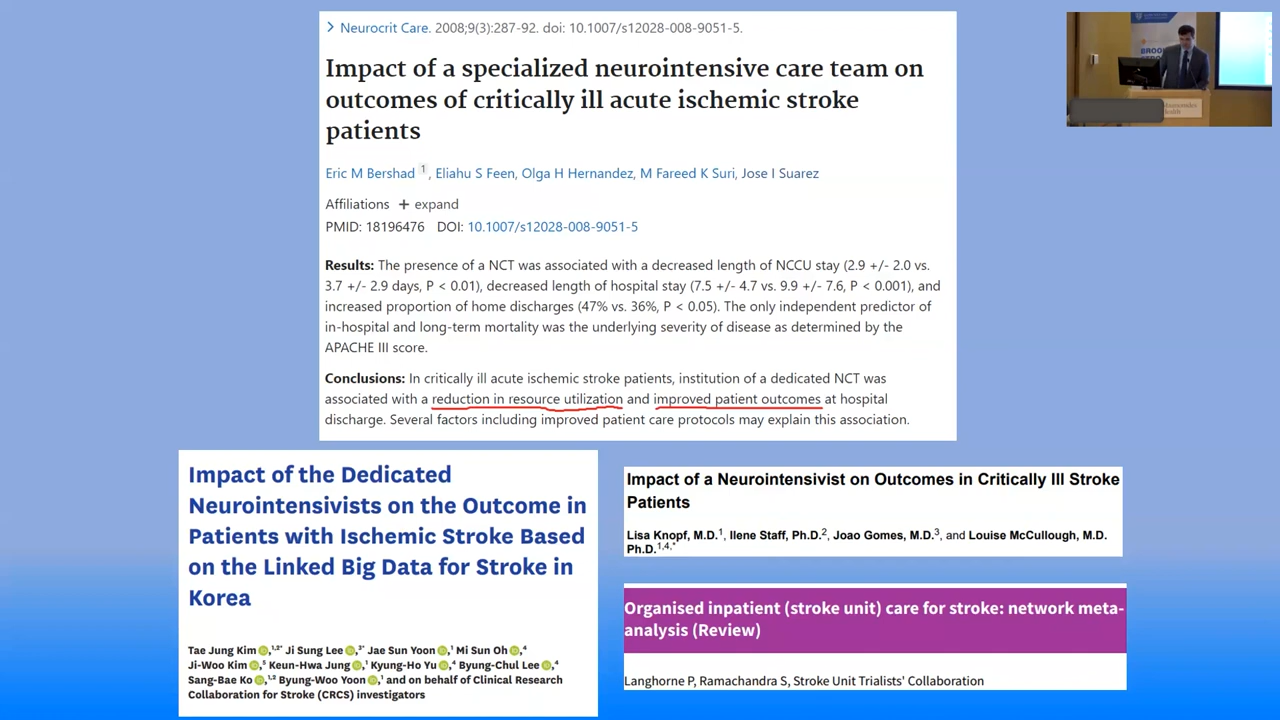 > Neurocrit Care. 2008;9(3):287-92. doi: 10.1007/s12028-008-9051-5.
Impact of a specialized neurointensive care team on
outcomes of critically ill acute ischemic stroke
patients
Eric M Bershad 1, Eliahu S Feen, Olga H Hernandez, M Fareed K Suri, Jose I Suarez
Affiliations + expand
PMID: 18196476 DOI: 10.1007/s12028-008-9051-5
Results: The presence of a NCT was associated with a decreased length of NCCU stay (2.9 +/- 2.0 vs.
3.7 +/- 2.9 days, P < 0.01), decreased length of hospital stay (7.5 +/- 4.7 vs. 9.9 +/- 7.6, P < 0.001), and
increased proportion of home discharges (47% vs. 36%, P < 0.05). The only independent predictor of
in-hospital and long-term mortality was the underlying severity of disease as determined by the
APACHE III score.
Conclusions: In critically ill acute ischemic stroke patients, institution of a dedicated NCT was
associated with a reduction in resource utilization and improved patient outcomes at hospital
discharge. Several factors including improved patient care protocols may explain this association.
Impact of the Dedicated
Neurointensivists on the Outcome in
Patients with Ischemic Stroke Based
on the Linked Big Data for Stroke in
Korea
Tae Jung Kim,1,2* Ji Sung Lee,3* Jae Sun Yoon,1 Mi Sun Oh,4
Ji-Woo Kim,5 Keun-Hwa Jung,1 Kyung-Ho Yu,4 Byung-Chul Lee,4
Sang-Bae Ko,1,2 Byung-Woo Yoon,1 and on behalf of Clinical Research
Collaboration for Stroke (CRCS) investigators
Impact of a Neurointensivist on Outcomes in Critically Ill Stroke
Patients
Lisa Knopf, M.D.1, Ilene Staff, Ph.D.2, Joao Gomes, M.D.3, and Louise McCullough, M.D.
Ph.D.1,4,*
Organised inpatient (stroke unit) care for stroke: network meta-
analysis (Review)
Langhorne P, Ramachandra S, Stroke Unit Trialists' Collaboration